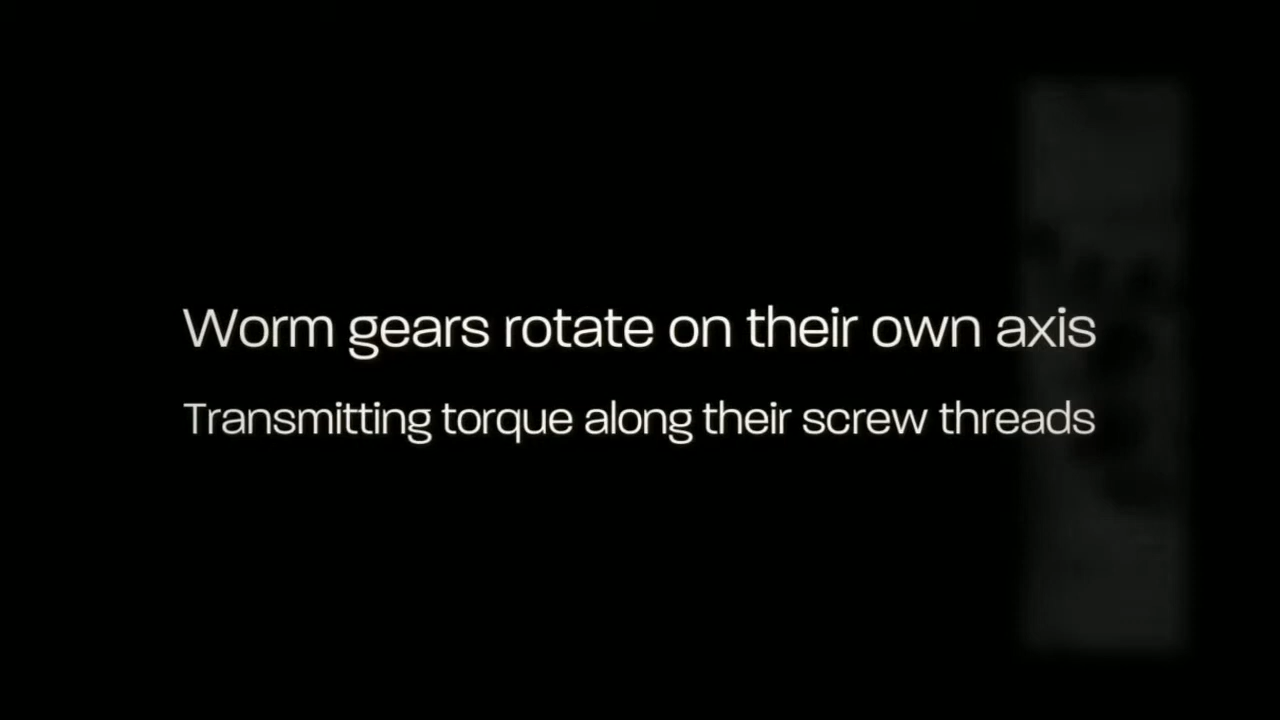 Worm gears rotate on their own axis
Transmitting torque along their screw threads